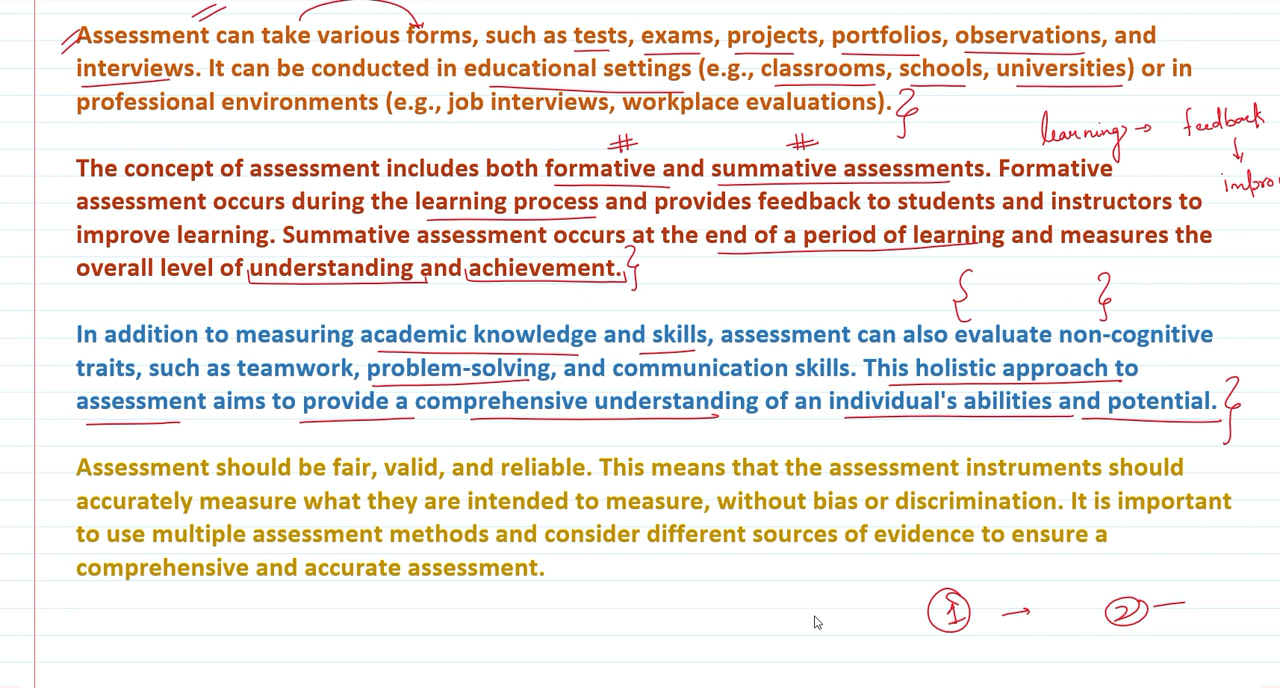 Assessment can take various forms, such as tests, exams, projects, portfolios, observations, and
interviews. It can be conducted in educational settings (e.g., classrooms, schools, universities) or in
professional environments (e.g., job interviews, workplace evaluations).
learning → feedback
↓
The concept of assessment includes both formative and summative assessments. Formative
assessment occurs during the learning process and provides feedback to students and instructors to
improve learning. Summative assessment occurs at the end of a period of learning and measures the
overall level of understanding and achievement.
In addition to measuring academic knowledge and skills, assessment can also evaluate non-cognitive
traits, such as teamwork, problem-solving, and communication skills. This holistic approach to
assessment aims to provide a comprehensive understanding of an individual's abilities and potential.
Assessment should be fair, valid, and reliable. This means that the assessment instruments should
accurately measure what they are intended to measure, without bias or discrimination. It is important
to use multiple assessment methods and consider different sources of evidence to ensure a
comprehensive and accurate assessment.
1 → 2 –